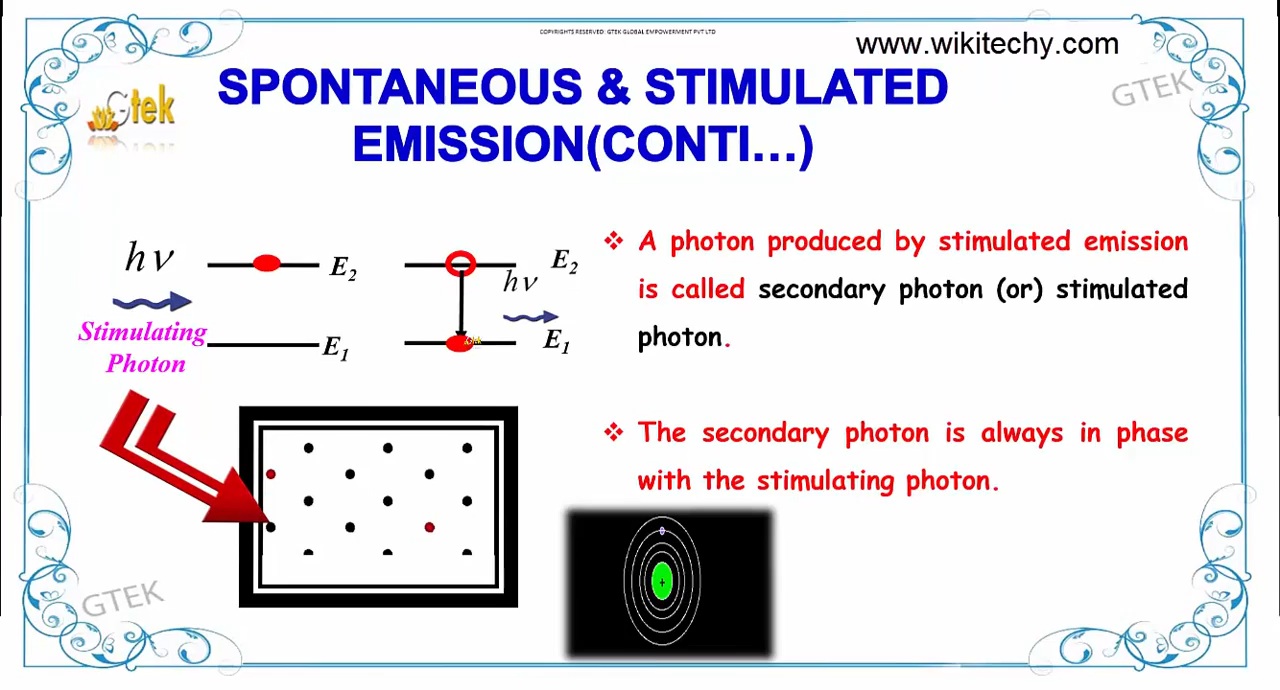 COPYRIGHTS RESERVED: GTEK GLOBAL EMPOWERMENT PVT LTD
www.wikitechy.com
GTEK
Gtek
SPONTANEOUS & STIMULATED
EMISSION(CONTI...)
hν
E2
E2
hν
Stimulating
Photon
E1
E1
❖ A photon produced by stimulated emission
is called secondary photon (or) stimulated
photon.
❖ The secondary photon is always in phase
with the stimulating photon.
+
GTEK
GTEK